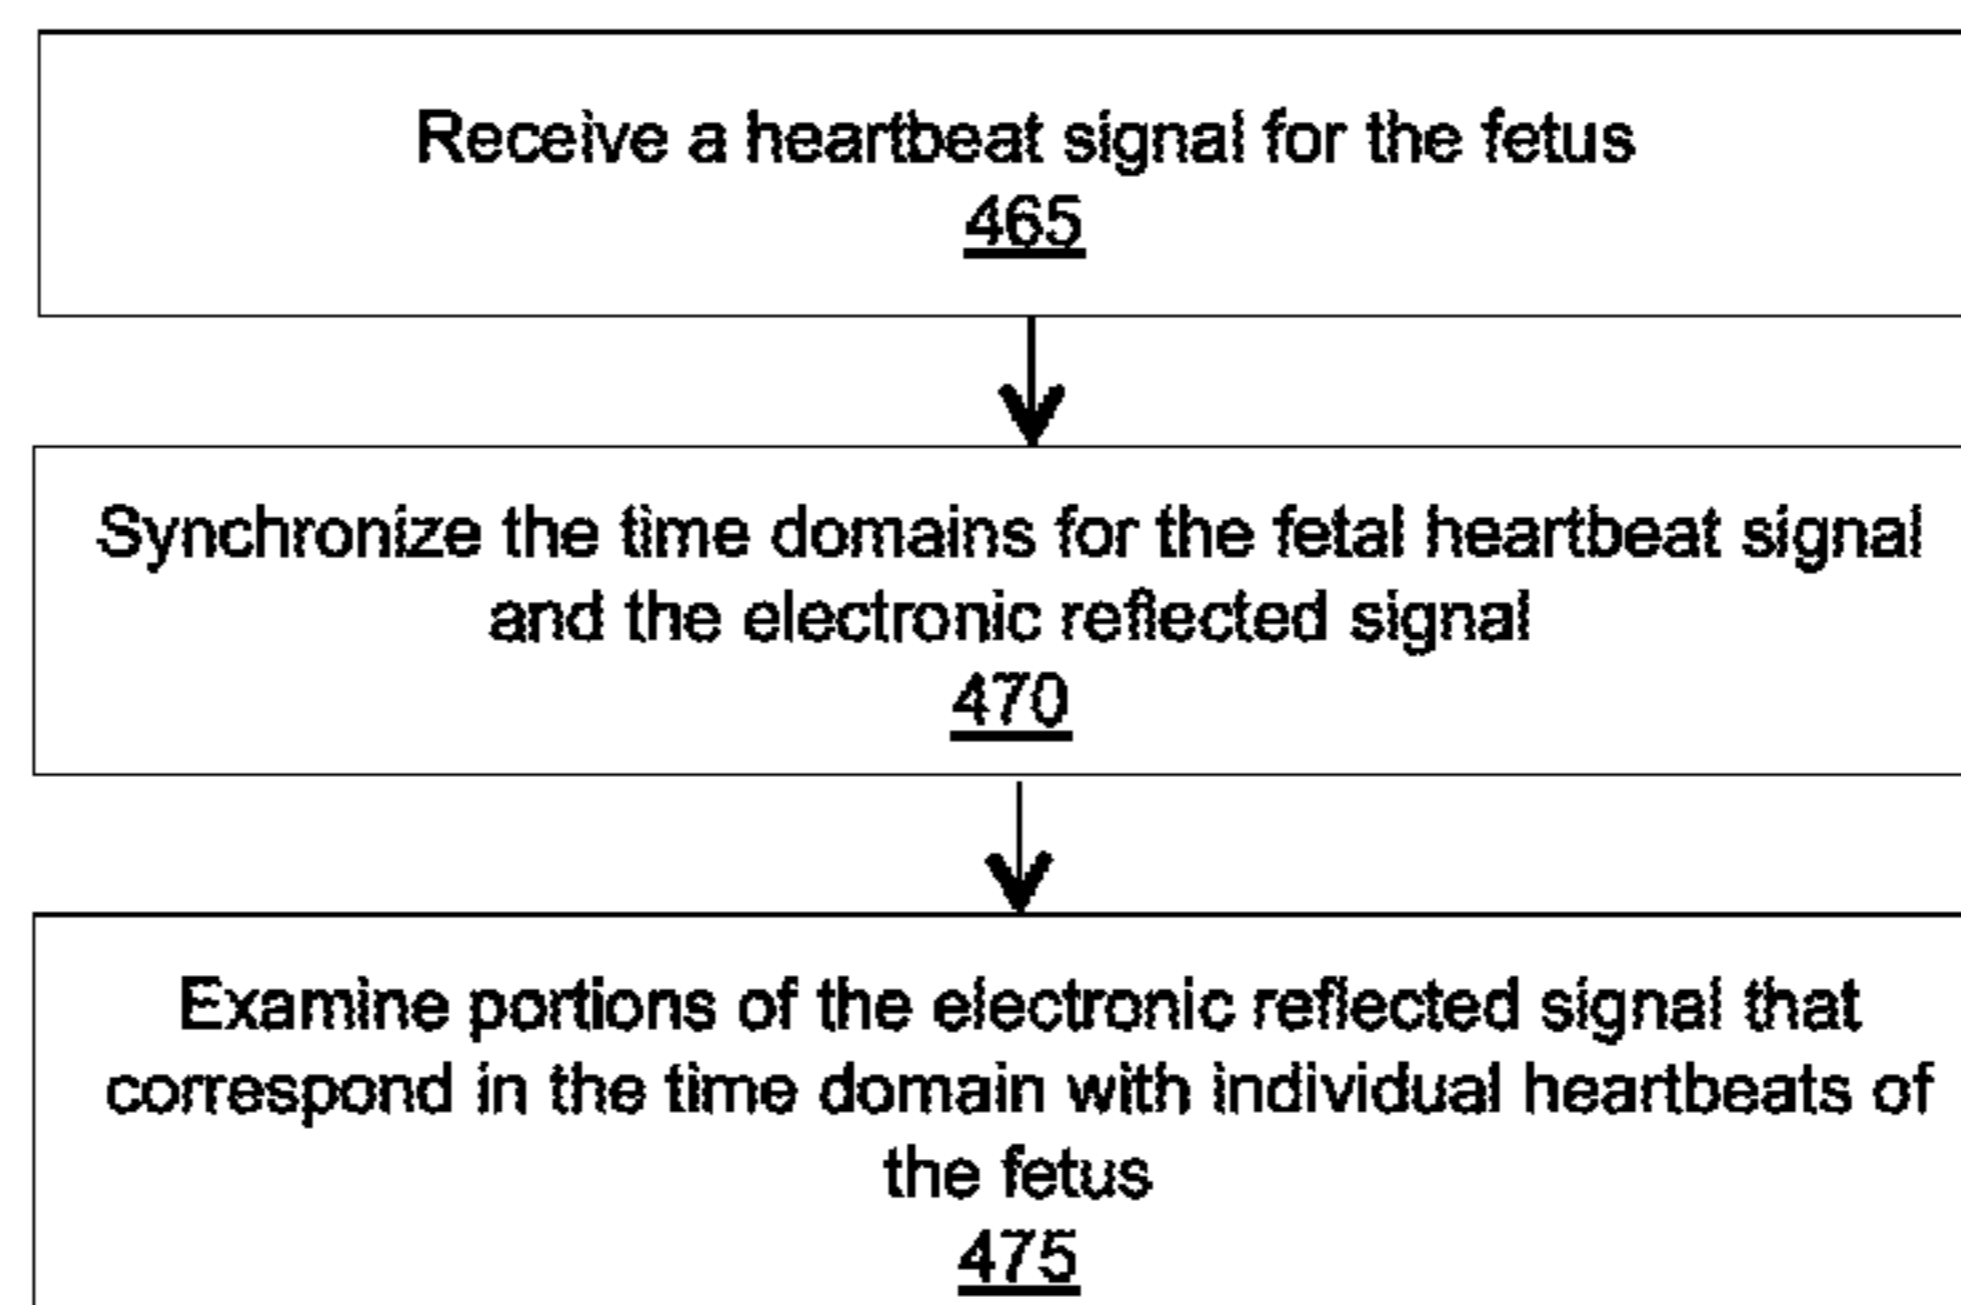 Receive a heartbeat signal for the fetus
465
Synchronize the time domains for the fetal heartbeat signal
and the electronic reflected signal
470
Examine portions of the electronic reflected signal that
correspond in the time domain with individual heartbeats of
the fetus
475